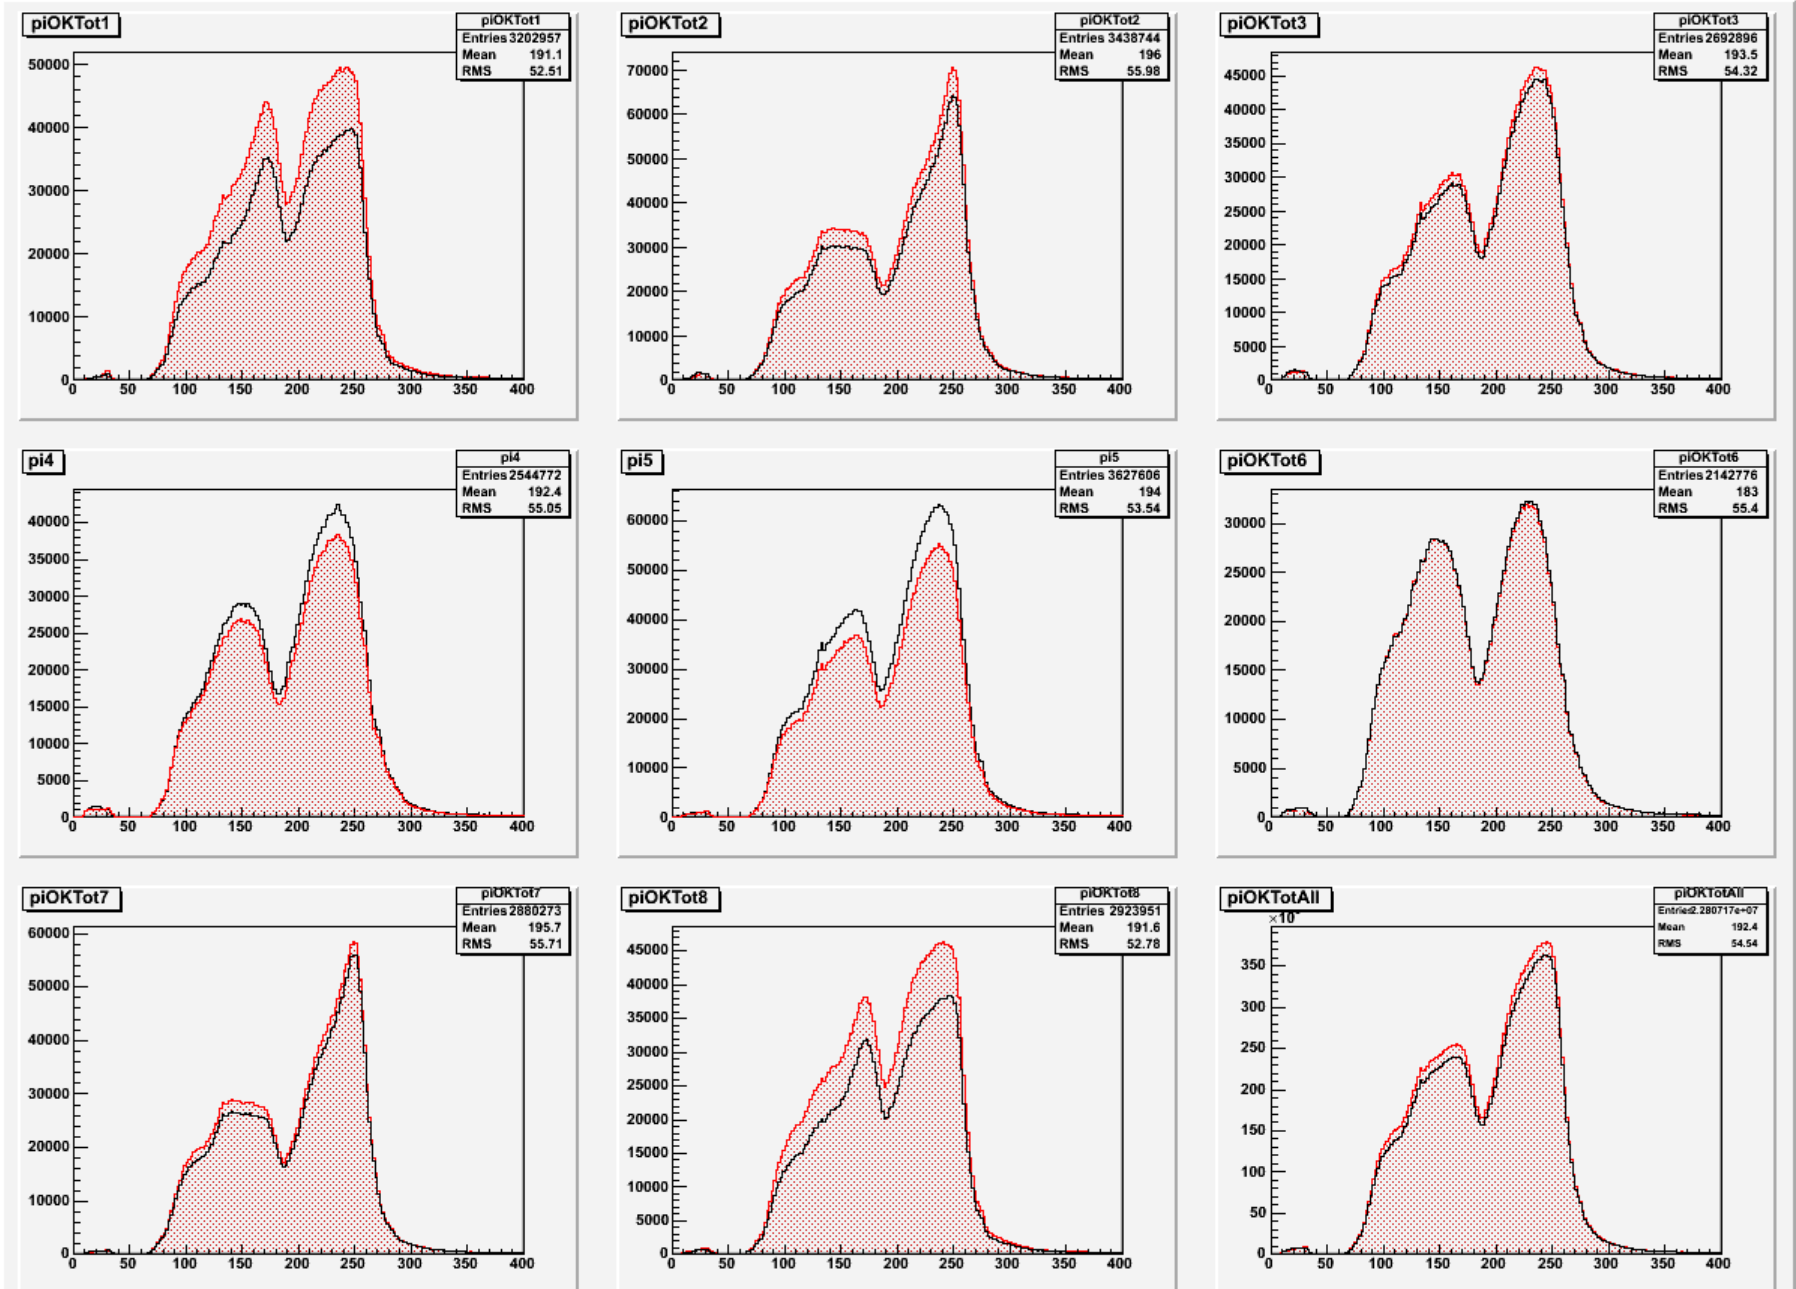 piOKTot1
piOKTot1
Entries 3202957
Mean 191.1
RMS 52.51
50000
40000
30000
20000
10000
0
0 50 100 150 200 250 300 350 400
piOKTot2
piOKTot2
Entries 3438744
Mean 196
RMS 55.98
70000
60000
50000
40000
30000
20000
10000
0
0 50 100 150 200 250 300 350 400
piOKTot3
piOKTot3
Entries 2692896
Mean 193.5
RMS 54.32
45000
40000
35000
30000
25000
20000
15000
10000
5000
0
0 50 100 150 200 250 300 350 400
pi4
pi4
Entries 2544772
Mean 192.4
RMS 55.05
40000
35000
30000
25000
20000
15000
10000
5000
0
0 50 100 150 200 250 300 350 400
pi5
pi5
Entries 3627606
Mean 194
RMS 53.54
60000
50000
40000
30000
20000
10000
0
0 50 100 150 200 250 300 350 400
piOKTot6
piOKTot6
Entries 2142776
Mean 183
RMS 55.4
30000
25000
20000
15000
10000
5000
0
0 50 100 150 200 250 300 350 400
piOKTot7
piOKTot7
Entries 2880273
Mean 195.7
RMS 55.71
60000
50000
40000
30000
20000
10000
0
0 50 100 150 200 250 300 350 400
piOKTot8
piOKTot8
Entries 2923951
Mean 191.6
RMS 52.78
45000
40000
35000
30000
25000
20000
15000
10000
5000
0
0 50 100 150 200 250 300 350 400
piOKTotAll
piOKTotAll
Entries2.280717e+07
Mean 192.4
RMS 54.54
×10
350
300
250
200
150
100
50
0
0 50 100 150 200 250 300 350 400